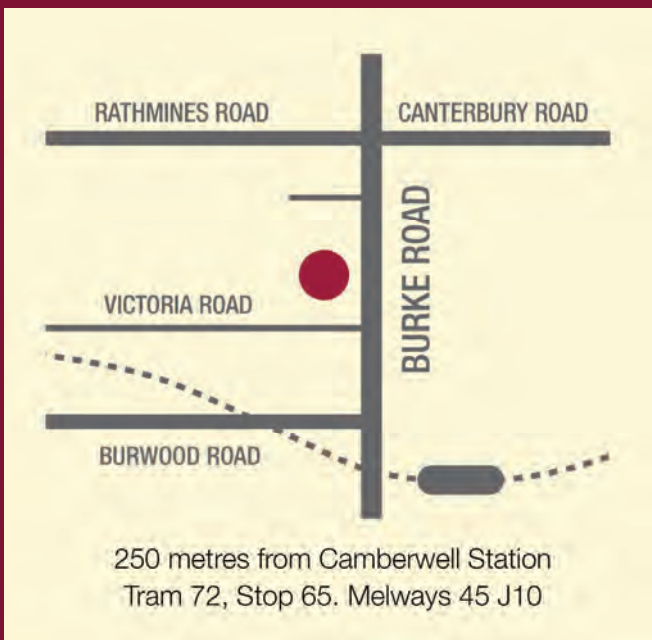 RATHMINES ROAD
CANTERBURY ROAD
BURKE ROAD
VICTORIA ROAD
BURWOOD ROAD
250 metres from Camberwell Station
Tram 72, Stop 65. Melways 45 J10